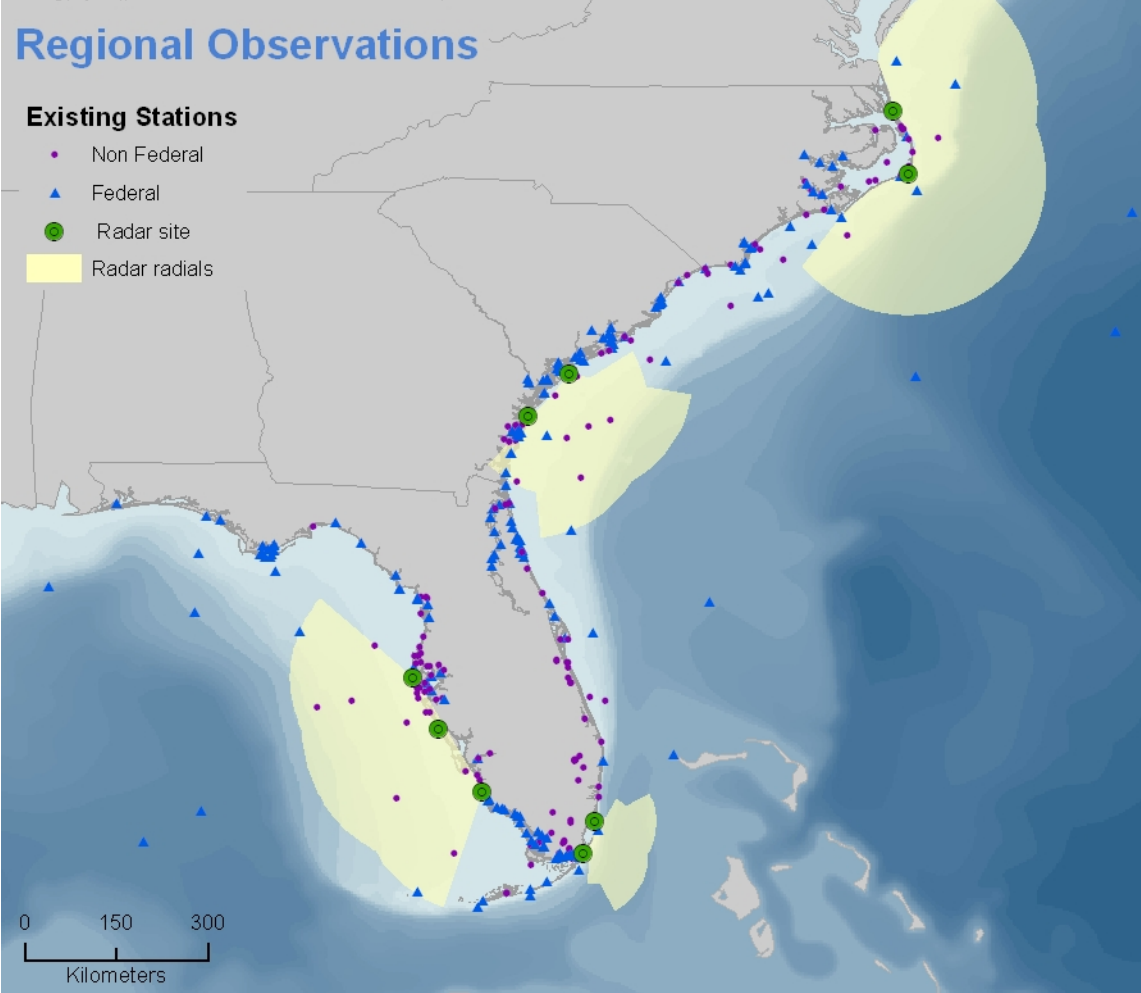 Regional Observations
Existing Stations
Non Federal
Federal
Radar site
Radar radials
0 150 300
Kilometers